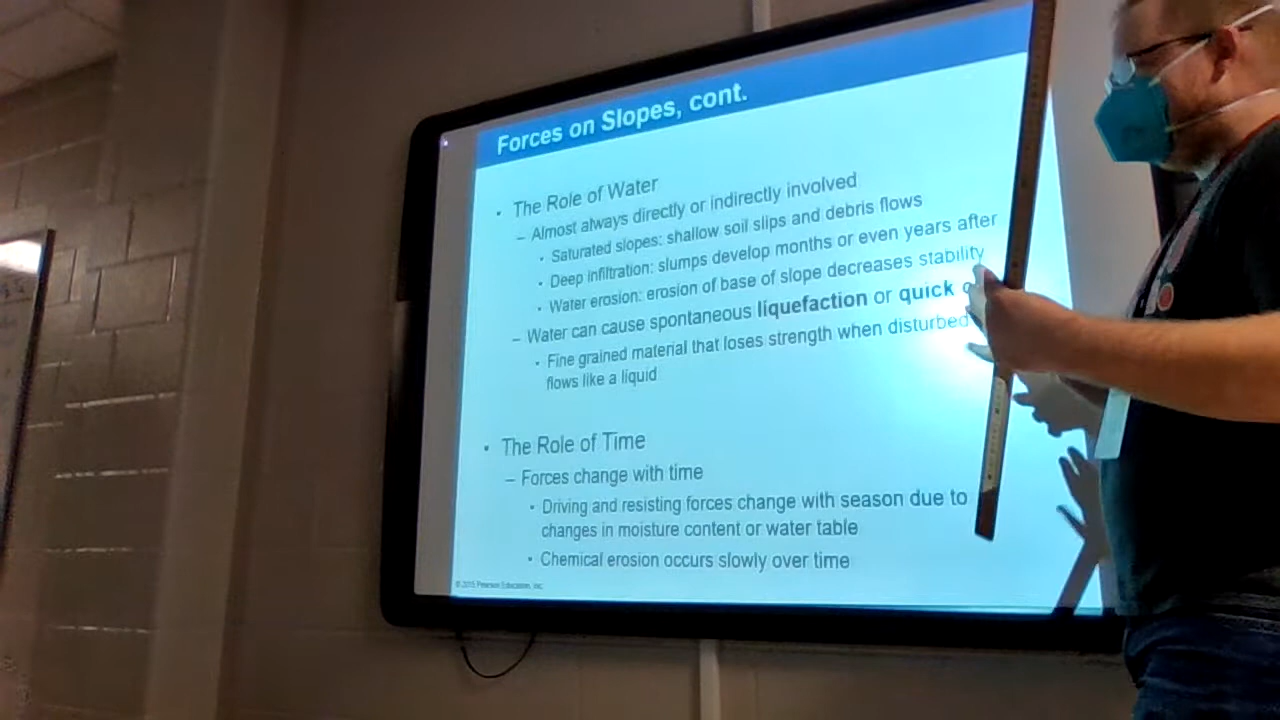 Forces on Slopes, cont.
• The Role of Water
– Almost always directly or indirectly involved
• Saturated slopes: shallow soil slips and debris flows
• Deep infiltration: slumps develop months or even years after
• Water erosion: erosion of base of slope decreases stability
– Water can cause spontaneous liquefaction or quick
• Fine grained material that loses strength when disturbed
flows like a liquid
• The Role of Time
– Forces change with time
• Driving and resisting forces change with season due to
changes in moisture content or water table
• Chemical erosion occurs slowly over time
© 2015 Pearson Education, Inc.